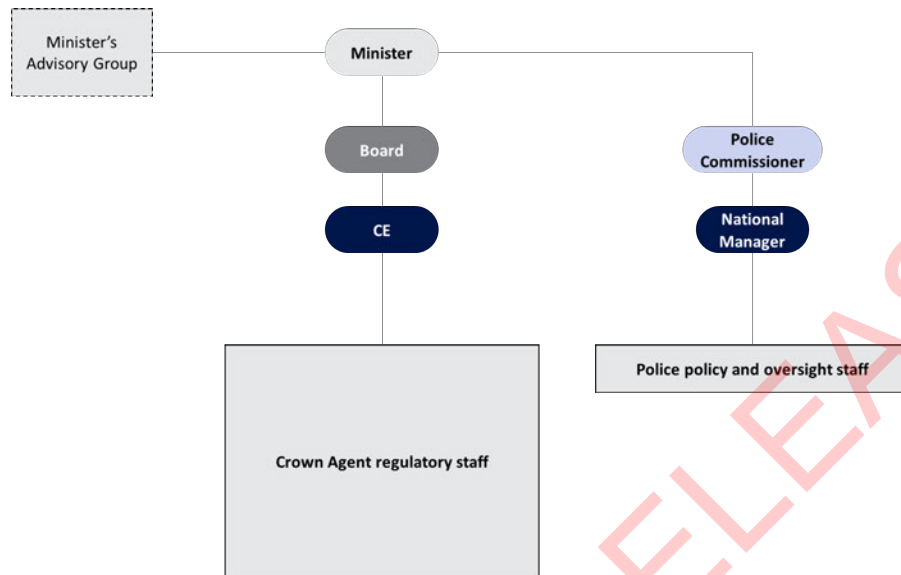 Minister's
Advisory Group
Minister
Board
Police
Commissioner
CE
National
Manager
Police policy and oversight staff
Crown Agent regulatory staff